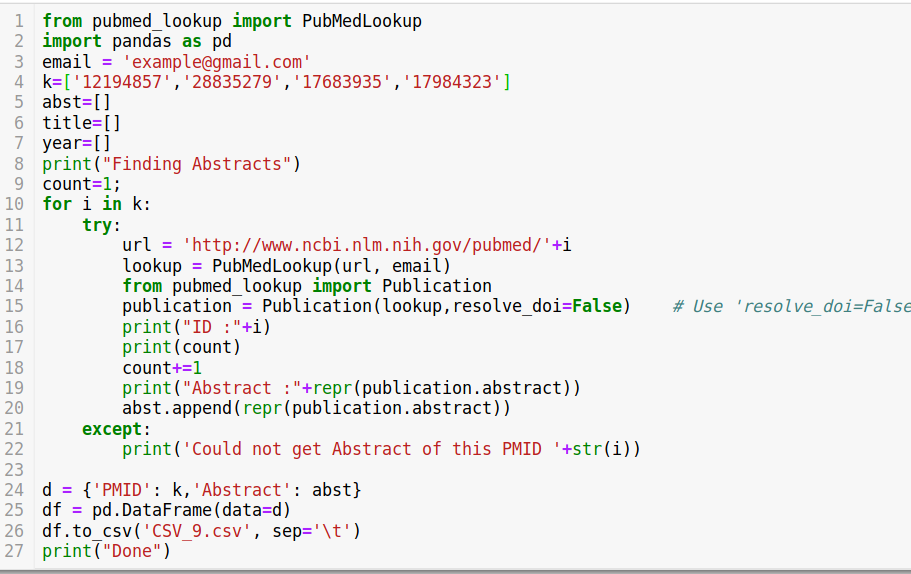 1 from pubmed_lookup import PubMedLookup
2 import pandas as pd
3 email = 'example@gmail.com'
4 k=['12194857','28835279','17683935','17984323']
5 abst=[]
6 title=[]
7 year=[]
8 print("Finding Abstracts")
9 count=1;
10 for i in k:
11     try:
12         url = 'http://www.ncbi.nlm.nih.gov/pubmed/'+i
13         lookup = PubMedLookup(url, email)
14         from pubmed_lookup import Publication
15         publication = Publication(lookup,resolve_doi=False)    # Use 'resolve_doi=False
16         print("ID :"+i)
17         print(count)
18         count+=1
19         print("Abstract :"+repr(publication.abstract))
20         abst.append(repr(publication.abstract))
21     except:
22         print('Could not get Abstract of this PMID '+str(i))
23
24 d = {'PMID': k,'Abstract': abst}
25 df = pd.DataFrame(data=d)
26 df.to_csv('CSV_9.csv', sep='\t')
27 print("Done")